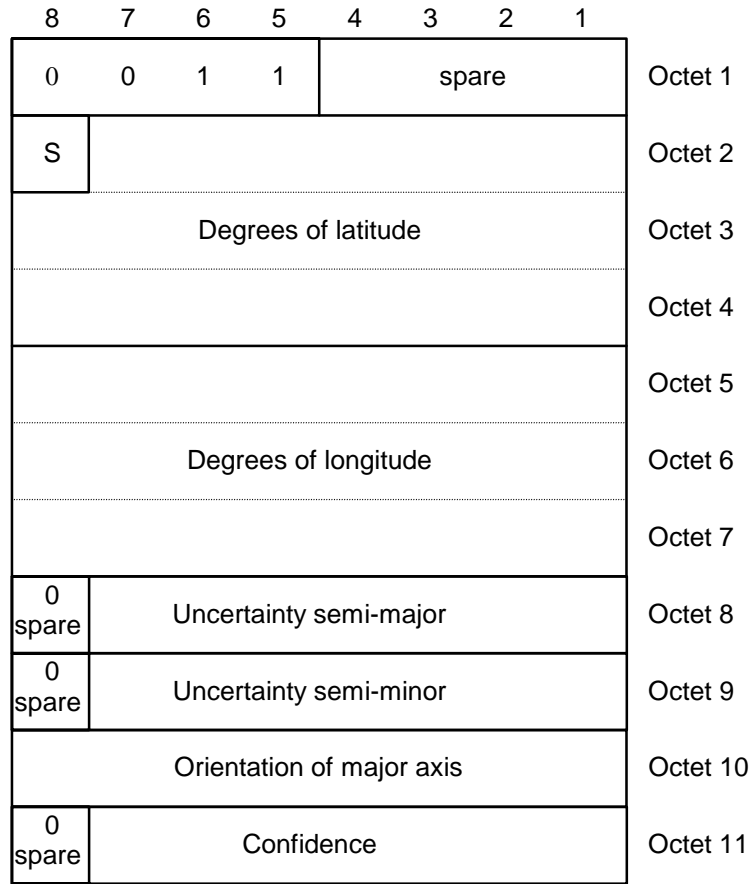 8 7 6 5 4 3 2 1
0 0 1 1 spare Octet 1
S Octet 2
Degrees of latitude Octet 3
Octet 4
Octet 5
Degrees of longitude Octet 6
Octet 7
0
spare Uncertainty semi-major Octet 8
0
spare Uncertainty semi-minor Octet 9
Orientation of major axis Octet 10
0
spare Confidence Octet 11